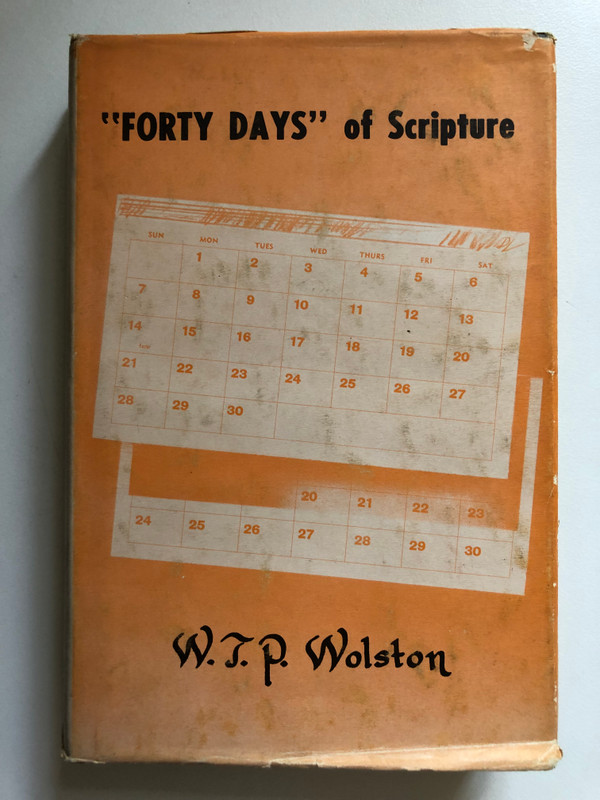 "FORTY DAYS" of Scripture
SUN MON TUES WED THURS FRI SAT
1 2 3 4 5 6
7 8 9 10 11 12 13
14 15 16 17 18 19 20
21 22 23 24 25 26 27
28 29 30
20 21 22 23
24 25 26 27 28 29 30
W.T.P. Wolston